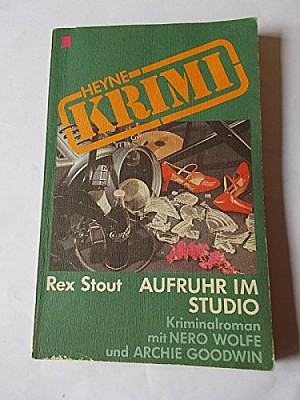 HEYNE
KRIMI
Rex Stout AUFRUHR IM
STUDIO
Kriminalroman
mit NERO WOLFE
und ARCHIE GOODWIN